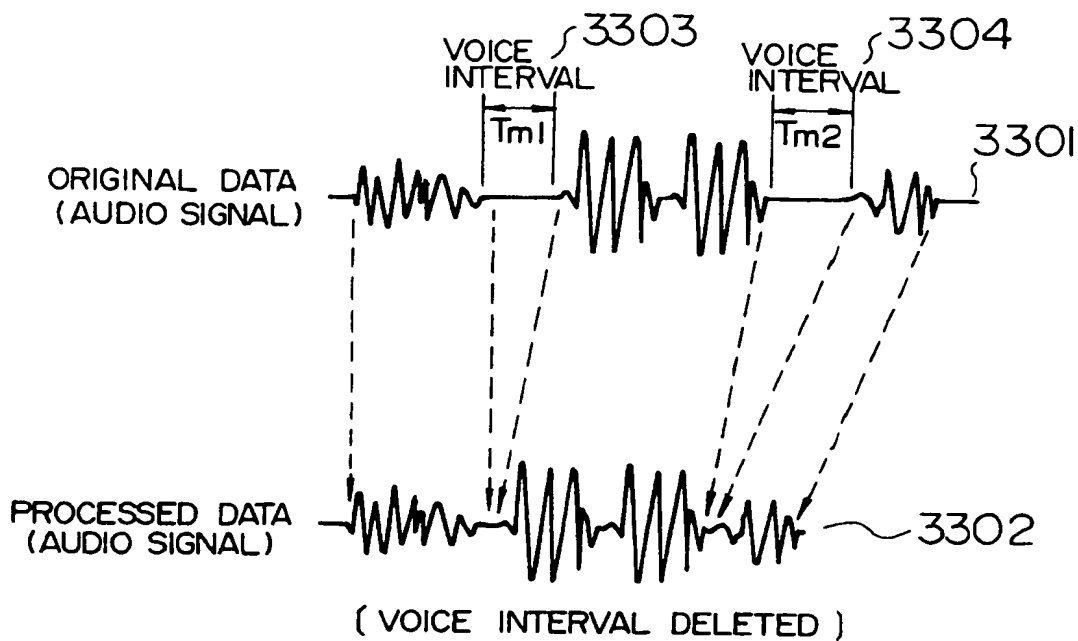 VOICE
INTERVAL
3303
VOICE
INTERVAL
3304
Tm1
Tm2
3301
ORIGINAL DATA
(AUDIO SIGNAL)
PROCESSED DATA
(AUDIO SIGNAL)
3302
( VOICE INTERVAL DELETED )